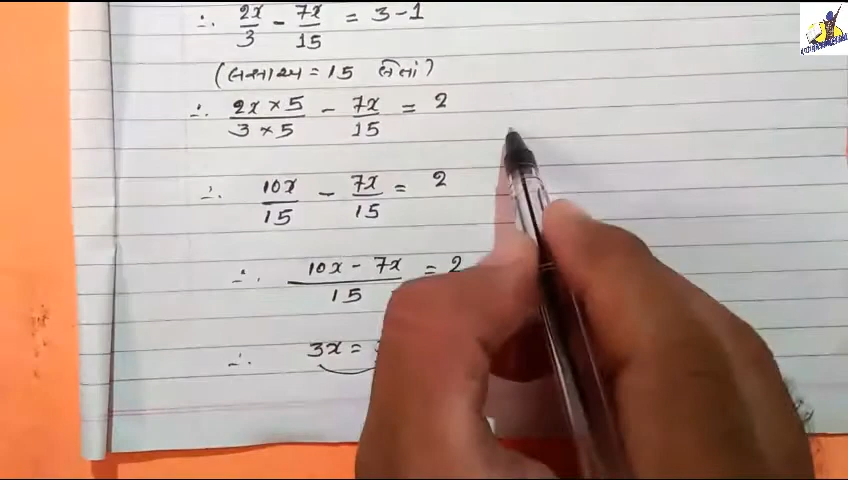 ∴ 2x/3 - 7x/15 = 3-1
(લસાઅ = 15 લેતાં)
∴ 2x × 5/3 × 5 - 7x/15 = 2
∴ 10x/15 - 7x/15 = 2
∴ 10x - 7x/15 = 2
∴ 3x =